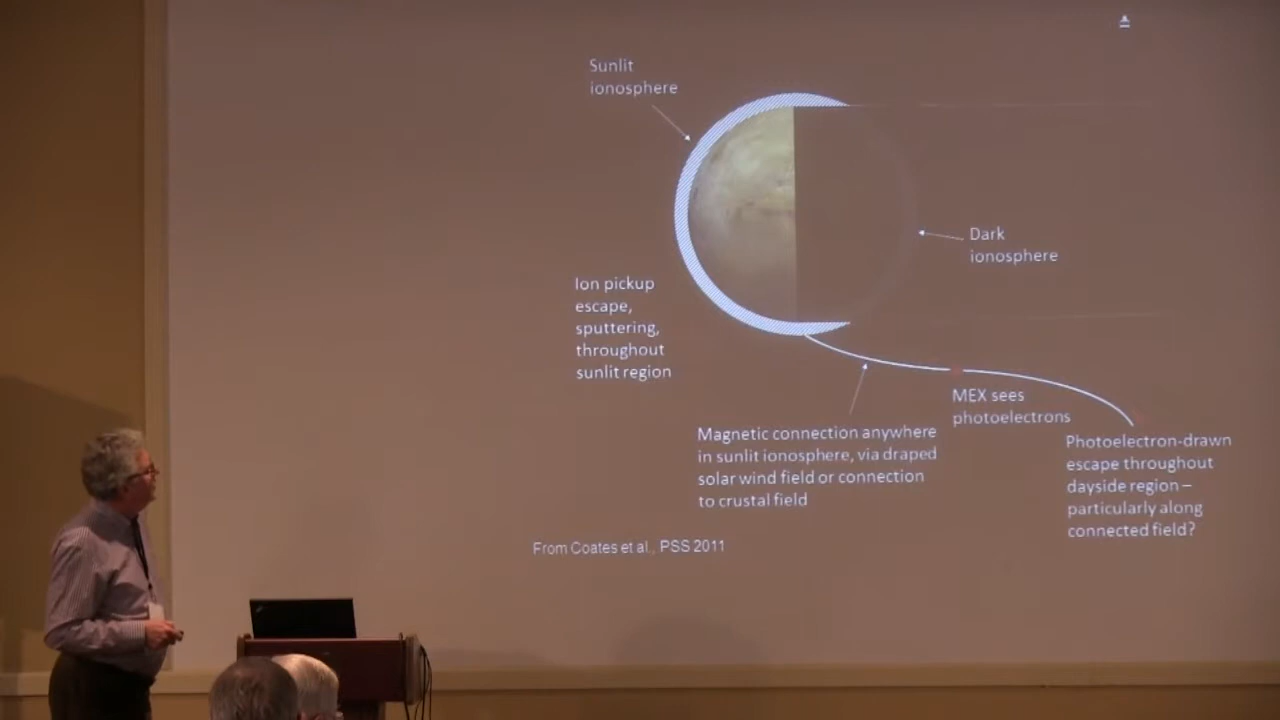 Sunlit
ionosphere
Dark
ionosphere
Ion pickup
escape,
sputtering,
throughout
sunlit region
MEX sees
photoelectrons
Magnetic connection anywhere
in sunlit ionosphere, via draped
solar wind field or connection
to crustal field
Photoelectron-drawn
escape throughout
dayside region –
particularly along
connected field?
From Coates et al., PSS 2011